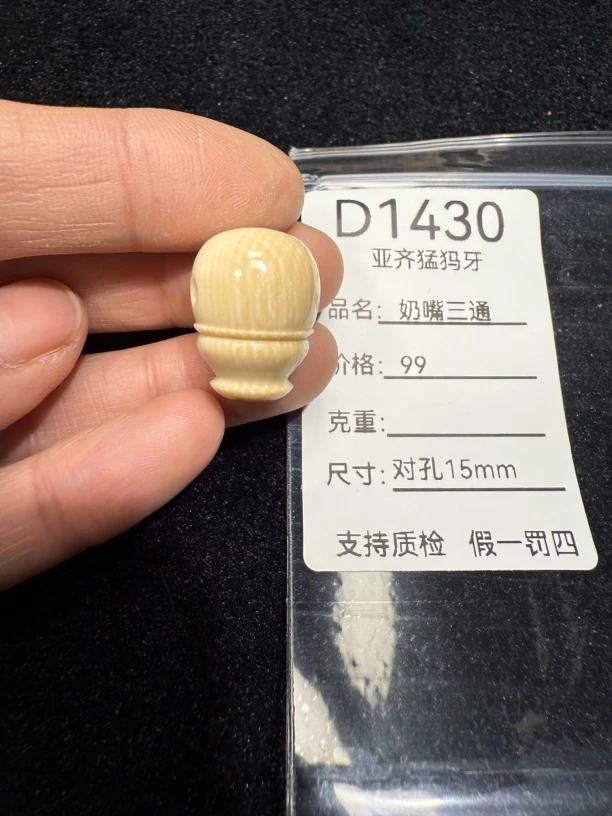 D1430
亚齐猛犸牙
品名: 奶嘴三通
价格: 99
克重:
尺寸: 对孔15mm
支持质检 假一罚四